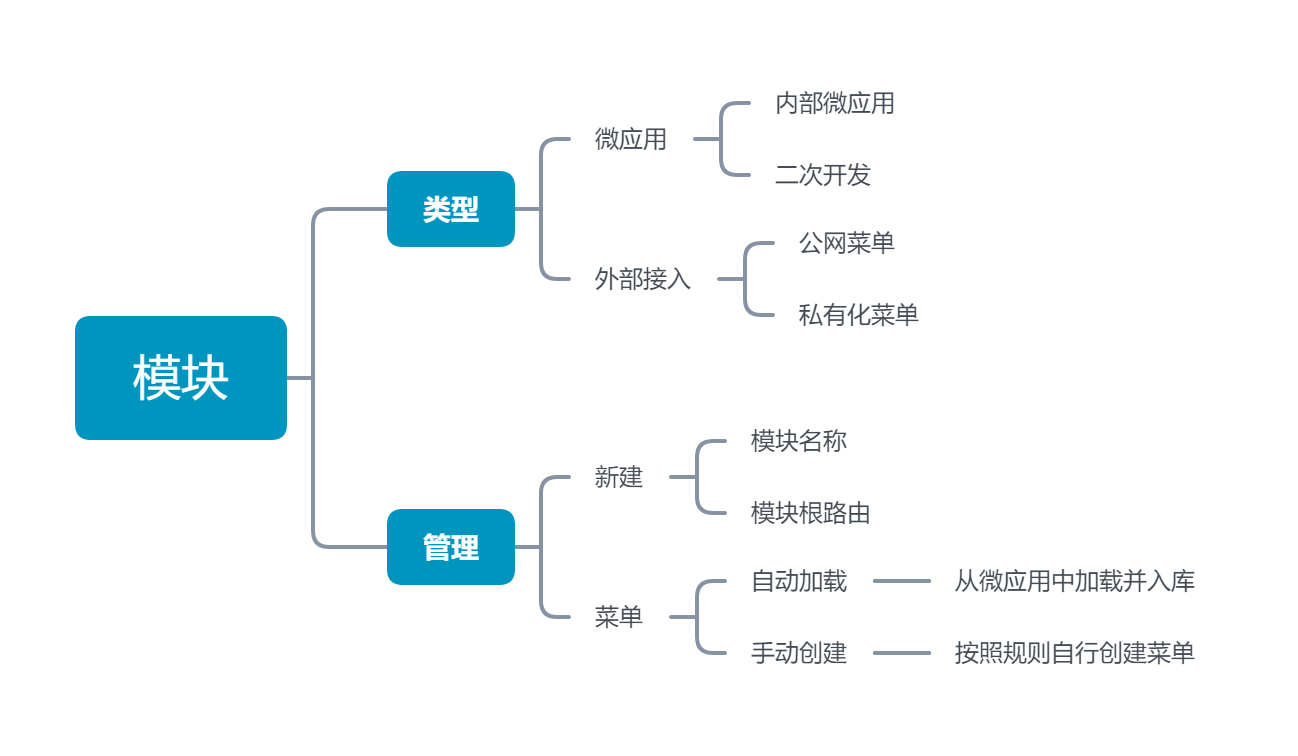 模块
类型
微应用
内部微应用
二次开发
外部接入
公网菜单
私有化菜单
管理
新建
模块名称
模块根路由
菜单
自动加载
从微应用中加载并入库
手动创建
按照规则自行创建菜单